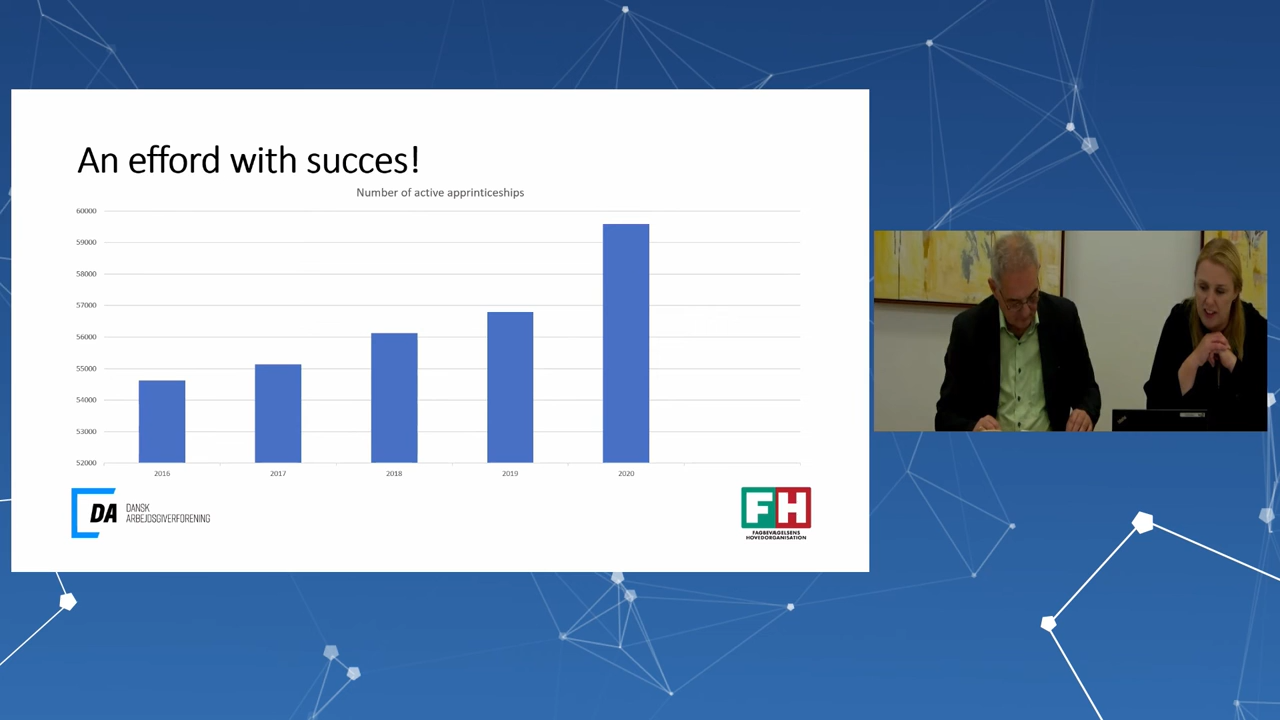 An efford with succes!
Number of active apprinticeships
60000
59000
58000
57000
56000
55000
54000
53000
52000
2016 2017 2018 2019 2020
DA DANSK
ARBEJDSGIVERFORENING
FH
FAGBEVÆGELSENS
HOVEDORGANISATION